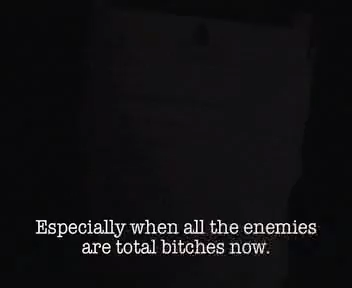 Especially when all the enemies
are total bitches now.